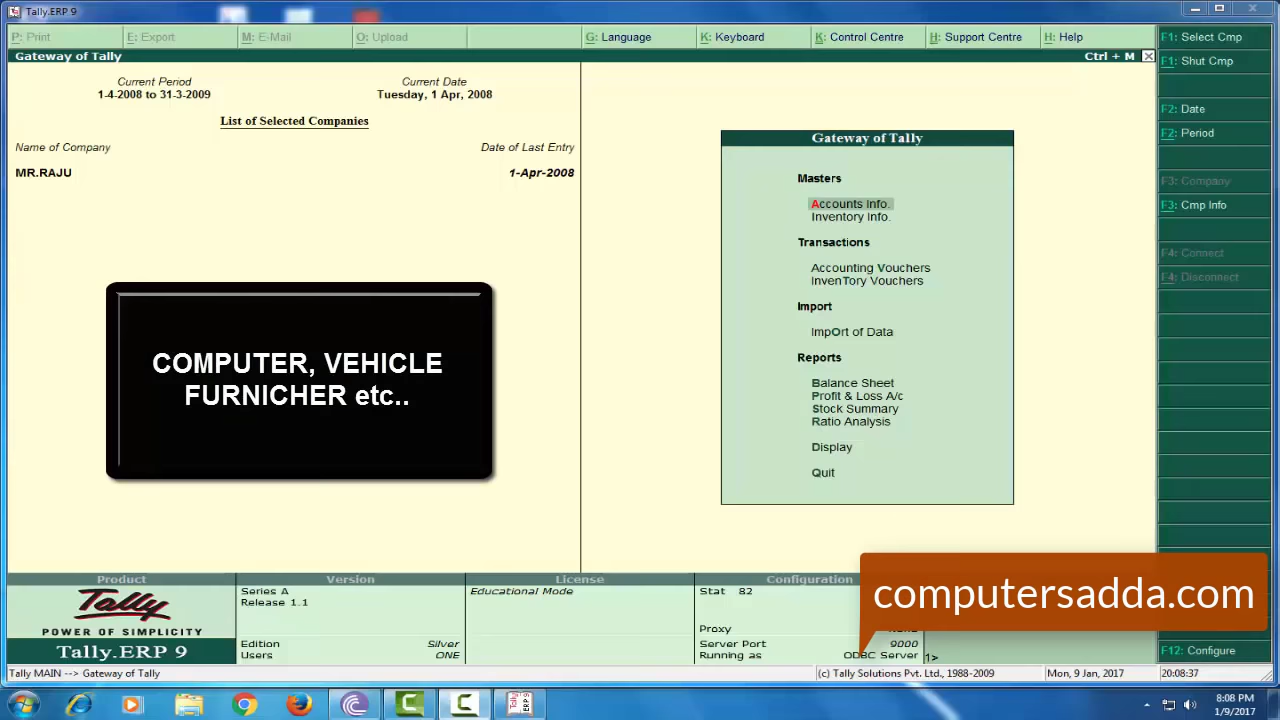 Tally.ERP 9
P: Print
E: Export
M: E-Mail
O: Upload
G: Language
K: Keyboard
K: Control Centre
H: Support Centre
H: Help
F1: Select Cmp
Gateway of Tally
Ctrl + M
F1: Shut Cmp
Current Period
Current Date
1-4-2008 to 31-3-2009
Tuesday, 1 Apr, 2008
List of Selected Companies
Name of Company
Date of Last Entry
MR.RAJU
1-Apr-2008
COMPUTER, VEHICLE
FURNICHER etc..
Gateway of Tally
Masters
Accounts Info.
Inventory Info.
Transactions
Accounting Vouchers
InvenTory Vouchers
Import
ImpOrt of Data
Reports
Balance Sheet
Profit & Loss A/c
Stock Summary
Ratio Analysis
Display
Quit
F2: Date
F2: Period
F3: Company
F3: Cmp Info
F4: Connect
F4: Disconnect
computersadda.com
Product
Version
License
Configuration
Tally
POWER OF SIMPLICITY
Tally.ERP 9
Series A
Release 1.1
Edition
Silver
Users
ONE
Educational Mode
Stat 82
Proxy
Server Port
9000
Running as
ODBC Server
1>
F12: Configure
Tally MAIN --> Gateway of Tally
(c) Tally Solutions Pvt. Ltd., 1988-2009
Mon, 9 Jan, 2017
20:08:37
8:08 PM
1/9/2017